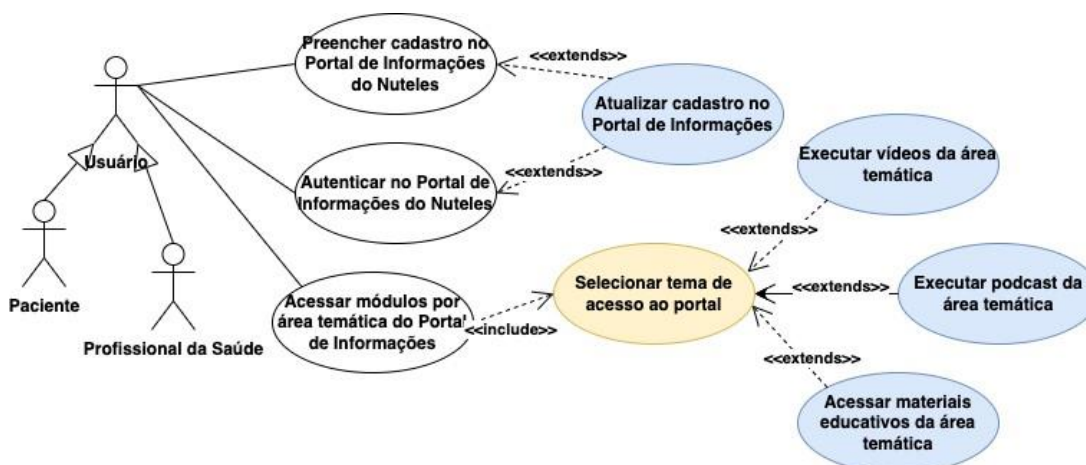 Preencher cadastro no
Portal de Informações
do Nuteles
<<extends>>
Atualizar cadastro no
Portal de Informações
Usuário
Autenticar no Portal de
Informações do Nuteles
<<extends>>
Executar vídeos da área
temática
<<extends>>
Paciente
Profissional da Saúde
Acessar módulos por
área temática do Portal
de Informações
<<include>>
Selecionar tema de
acesso ao portal
<<extends>>
Executar podcast da
área temática
<<extends>>
Acessar materiais
educativos da área
temática